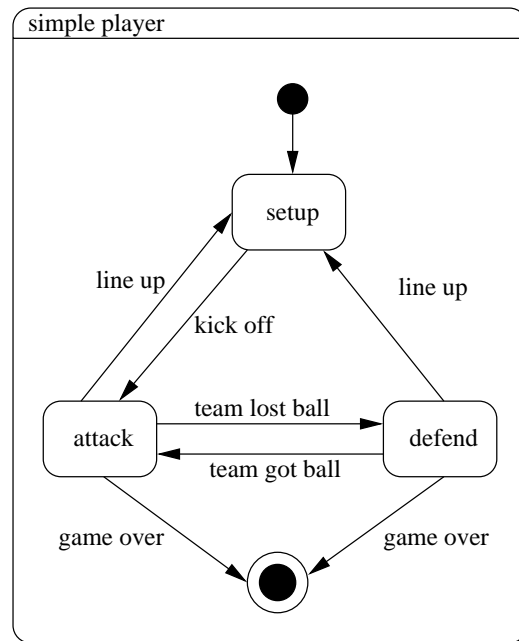 simple player
setup
line up
line up
kick off
team lost ball
attack
defend
team got ball
game over
game over